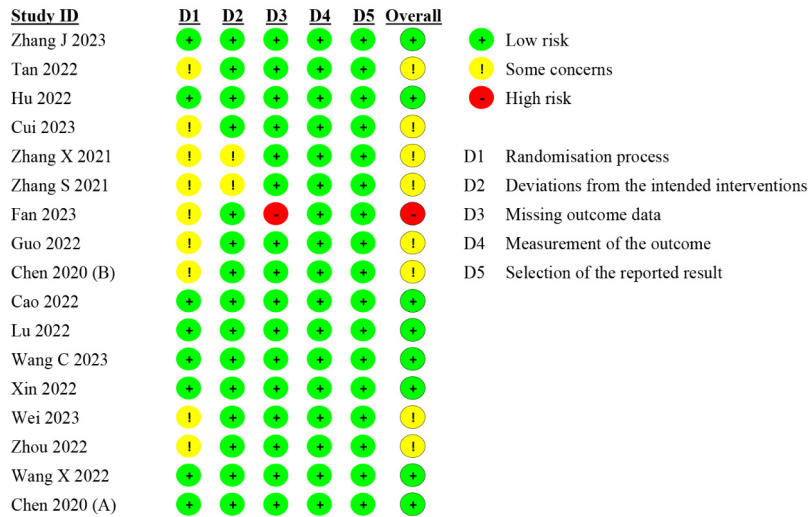 Study ID D1 D2 D3 D4 D5 Overall
Zhang J 2023 + + + + + + + Low risk
Tan 2022 ! + + + + ! ! Some concerns
Hu 2022 + + + + + + - High risk
Cui 2023 ! + + + + !
Zhang X 2021 ! ! + + + ! D1 Randomisation process
Zhang S 2021 ! ! + + + ! D2 Deviations from the intended interventions
Fan 2023 ! + - + + - D3 Missing outcome data
Guo 2022 ! + + + + ! D4 Measurement of the outcome
Chen 2020 (B) ! + + + + ! D5 Selection of the reported result
Cao 2022 + + + + + +
Lu 2022 + + + + + +
Wang C 2023 + + + + + +
Xin 2022 + + + + + +
Wei 2023 ! + + + + !
Zhou 2022 ! + + + + !
Wang X 2022 + + + + + +
Chen 2020 (A) + + + + + +